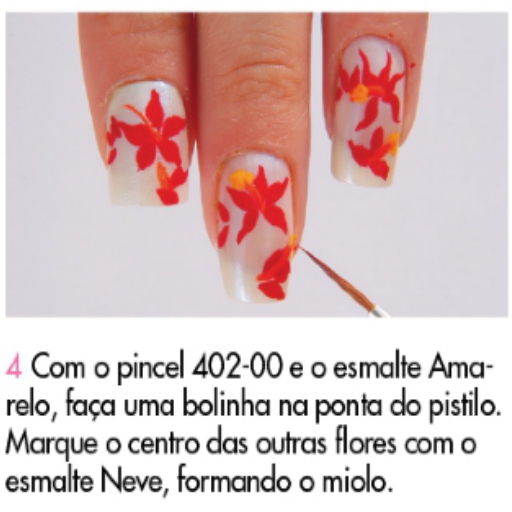 4 Com o pincel 402-00 e o esmalte Ama-
relo, faça uma bolinha na ponta do pistilo.
Marque o centro das outras flores com o
esmalte Neve, formando o miolo.